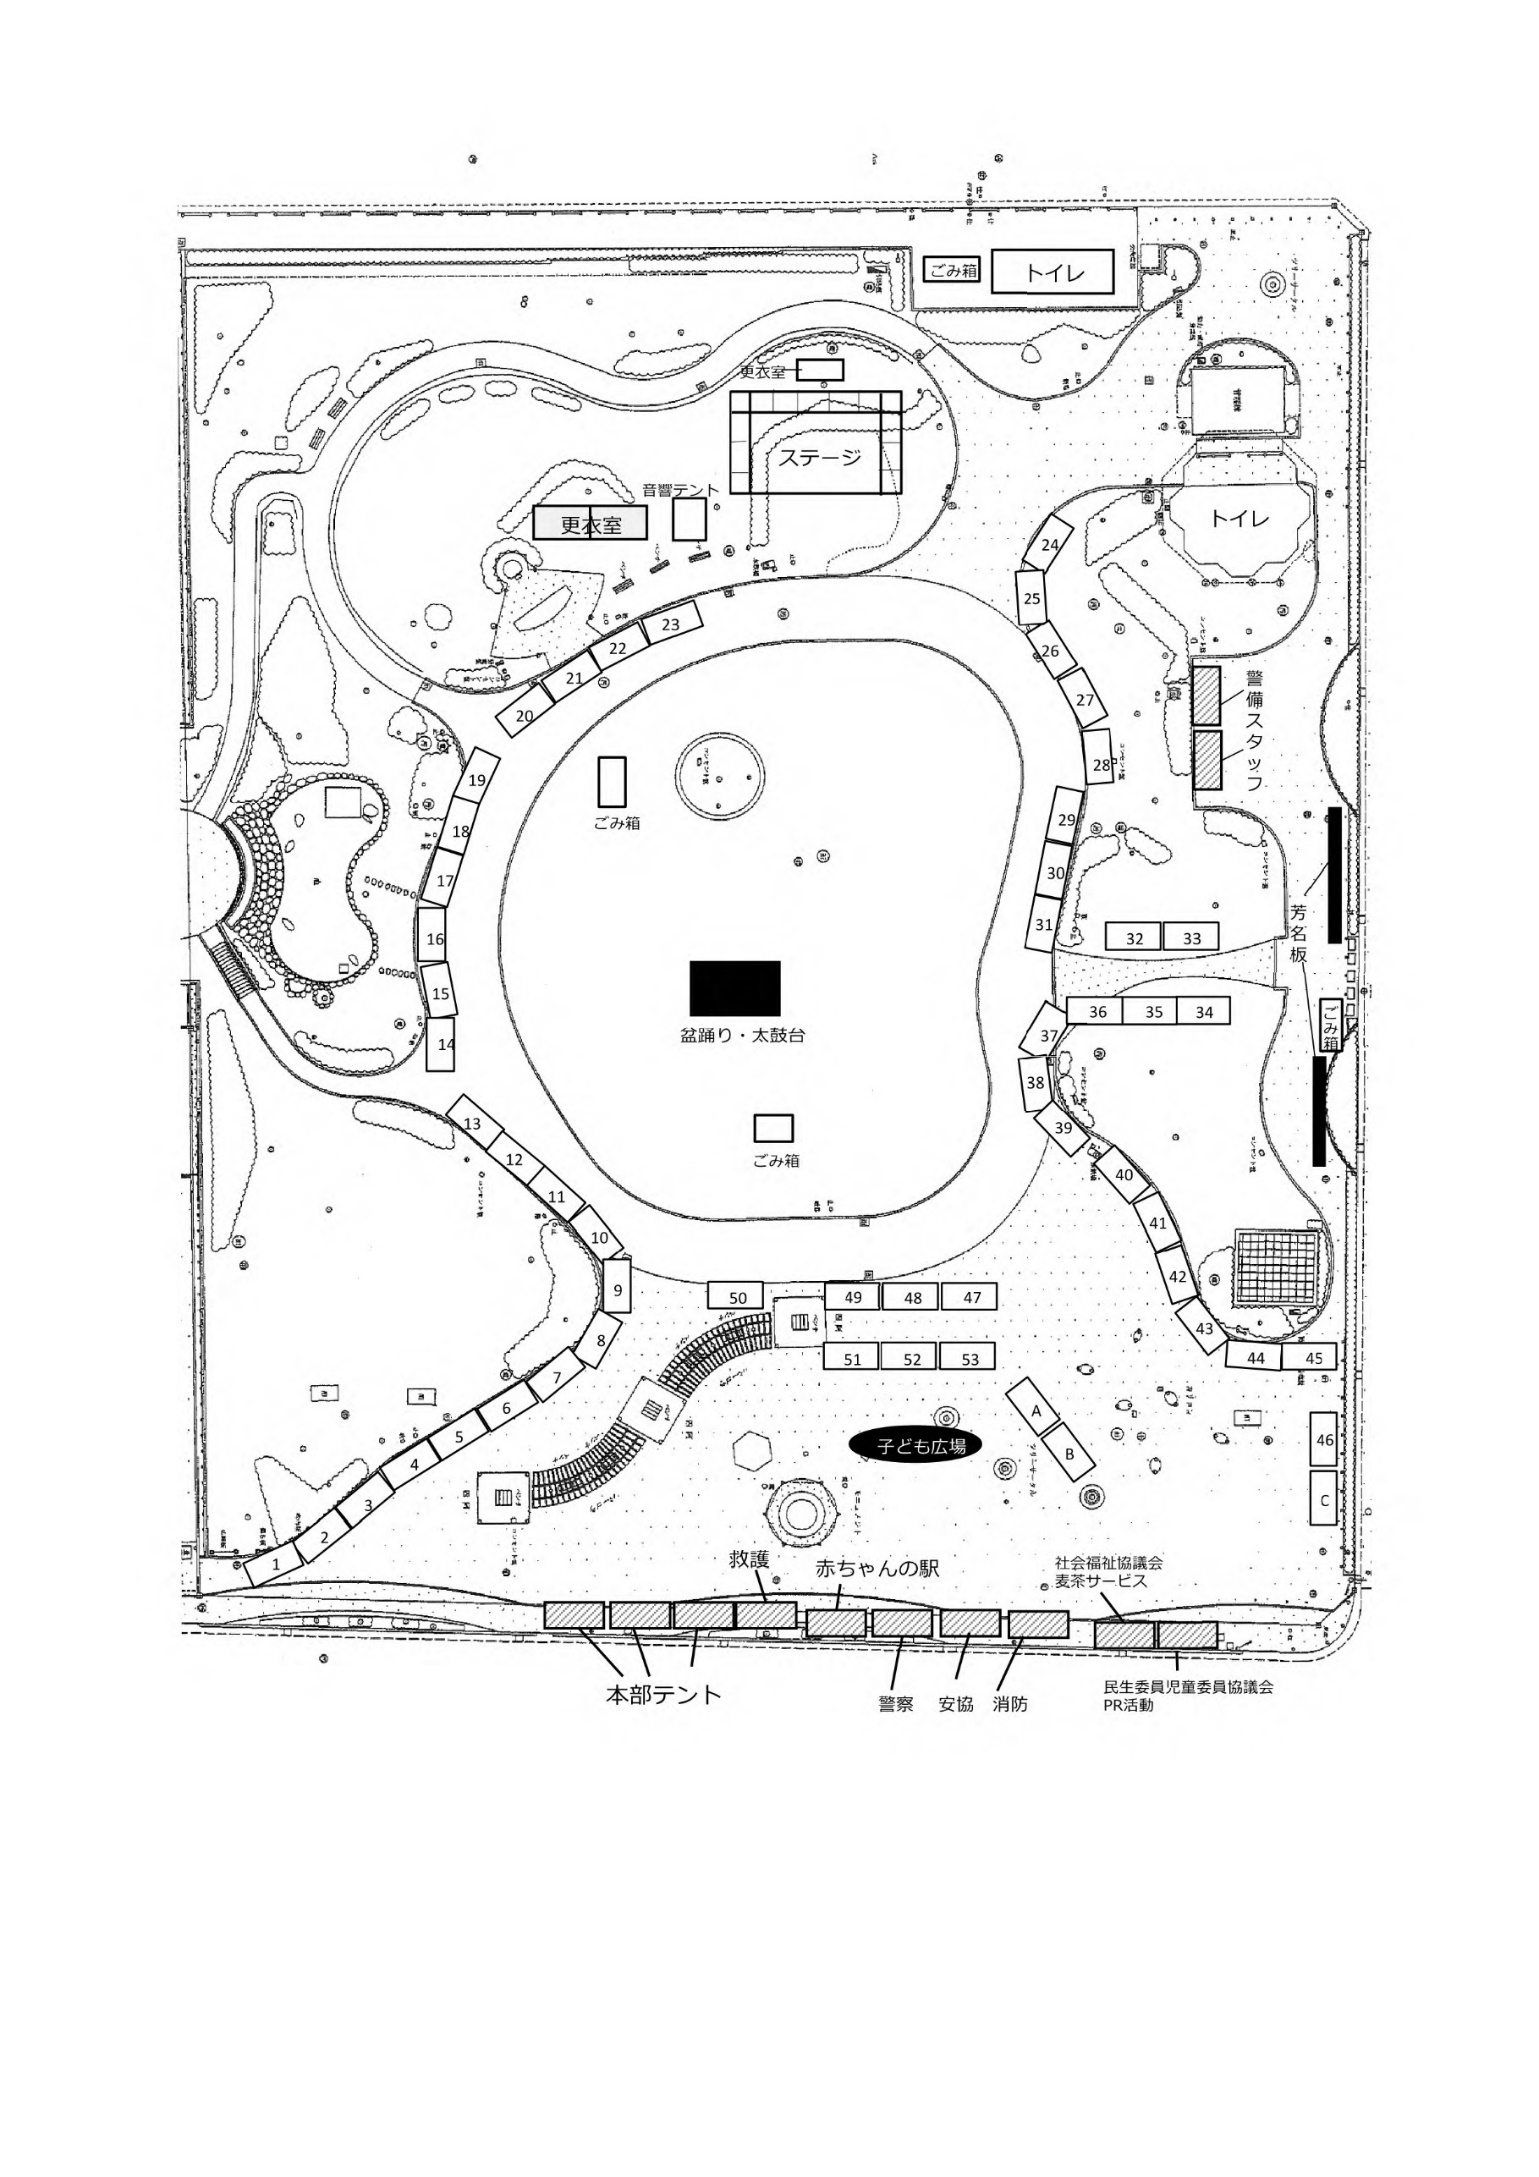 ごみ箱
トイレ
更衣室
ステージ
音響テント
更衣室
トイレ
24
25
26
27
28
29
30
31
23
22
21
20
19
18
17
16
15
14
13
12
11
10
9
8
7
6
5
4
3
2
1
警備スタッフ
ごみ箱
芳名板
32
33
36
35
34
37
38
39
40
41
42
43
44
45
46
C
ごみ箱
盆踊り・太鼓台
ごみ箱
50
49
48
47
51
52
53
A
B
子ども広場
救護
赤ちゃんの駅
社会福祉協議会
麦茶サービス
本部テント
警察
安協
消防
民生委員児童委員協議会
PR活動